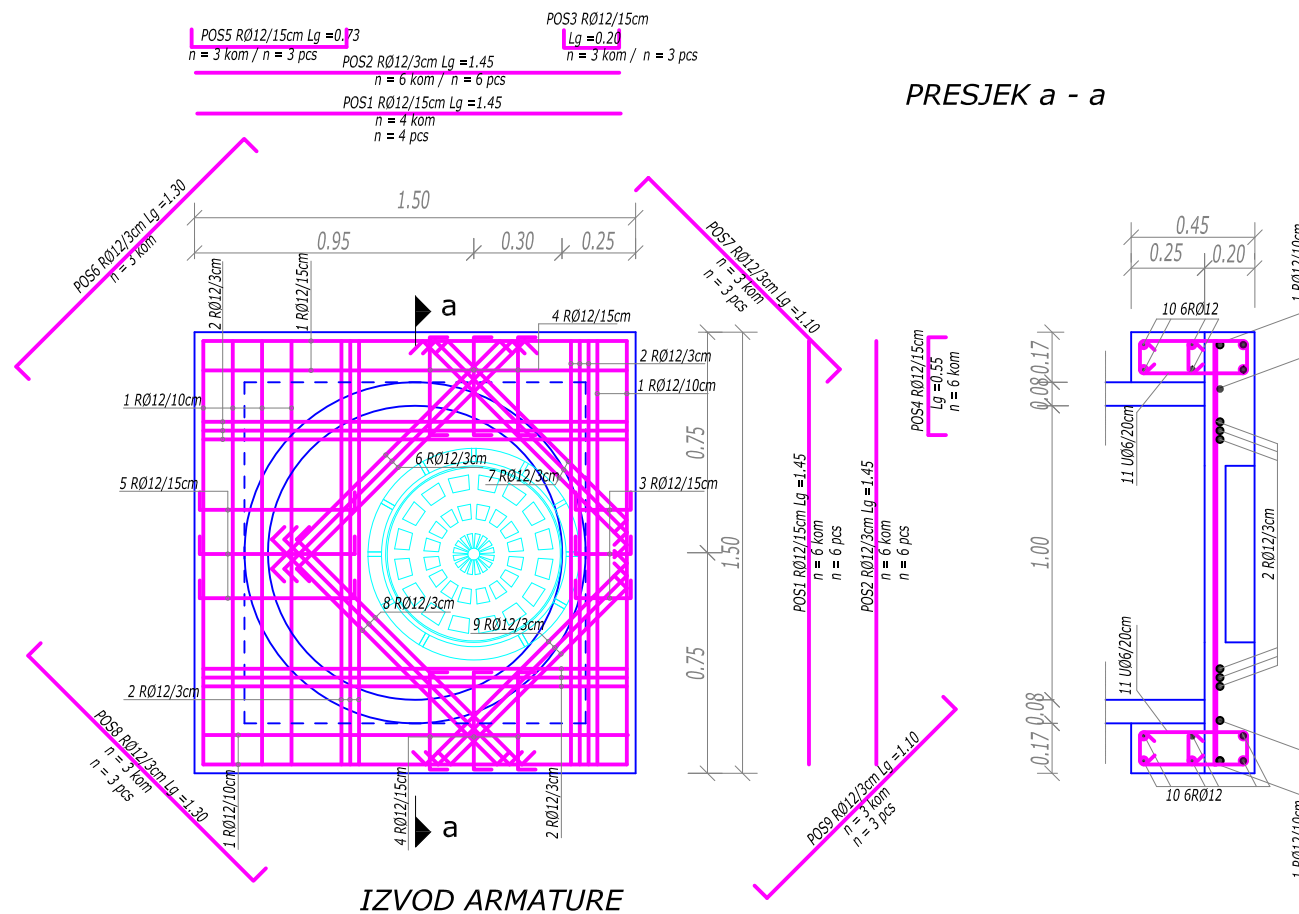 POS5 RØ12/15cm Lg =0.73
n = 3 kom / n = 3 pcs
POS3 RØ12/15cm
Lg =0.20
n = 3 kom / n = 3 pcs
POS2 RØ12/3cm Lg =1.45
n = 6 kom / n = 6 pcs
POS1 RØ12/15cm Lg =1.45
n = 4 kom
n = 4 pcs
PRESJEK a - a
POS6 RØ12/3cm Lg =1.30
n = 3 kom
1.50
0.95
0.30
0.25
POS7 RØ12/3cm Lg =1.10
n = 3 kom
n = 3 pcs
0.45
0.25
0.20
1 RØ12/10cm
2 RØ12/3cm
1 RØ12/15cm
a
4 RØ12/15cm
2 RØ12/3cm
1 RØ12/10cm
1 RØ12/10cm
10 6RØ12
0.17
0.08
POS4 RØ12/15cm
Lg =0.55
n = 6 kom
0.75
11 UØ6/20cm
6 RØ12/3cm
7 RØ12/3cm
5 RØ12/15cm
3 RØ12/15cm
POS1 RØ12/15cm Lg =1.45
n = 6 kom
n = 6 pcs
POS2 RØ12/3cm Lg =1.45
n = 6 kom
n = 6 pcs
1.50
1.00
2 RØ12/3cm
8 RØ12/3cm
9 RØ12/3cm
0.75
11 UØ6/20cm
2 RØ12/3cm
0.08
0.17
POS8 RØ12/3cm Lg =1.30
n = 3 kom
n = 3 pcs
1 RØ12/10cm
4 RØ12/15cm
2 RØ12/3cm
a
POS9 RØ12/3cm Lg =1.10
n = 3 kom
n = 3 pcs
10 6RØ12
1 RØ12/10cm
IZVOD ARMATURE